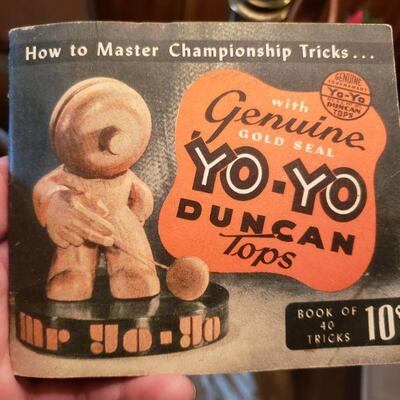 How to Master Championship Tricks...
with
Genuine
GOLD SEAL
YO-YO
DUNCAN
Tops
GENUINE
Yo-Yo
DUNCAN
TOPS
BOOK OF
40
TRICKS
10¢
Mr Yo-Yo